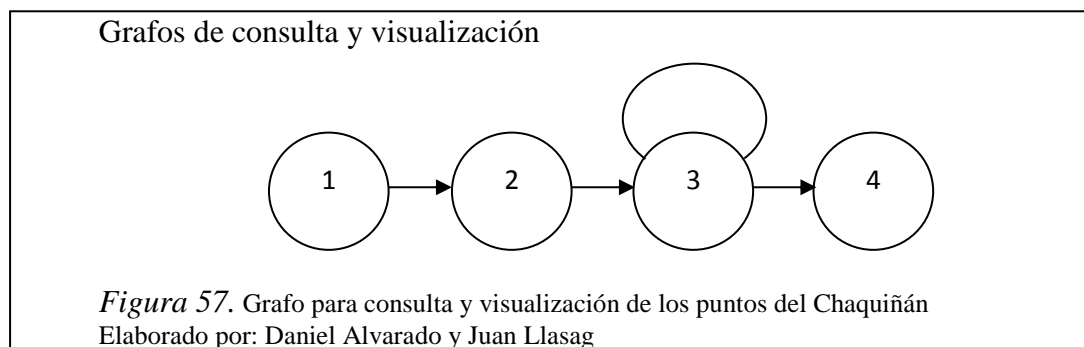 Grafos de consulta y visualización
1 2 3 4
Figura 57. Grafo para consulta y visualización de los puntos del Chaquiñán
Elaborado por: Daniel Alvarado y Juan Llasag